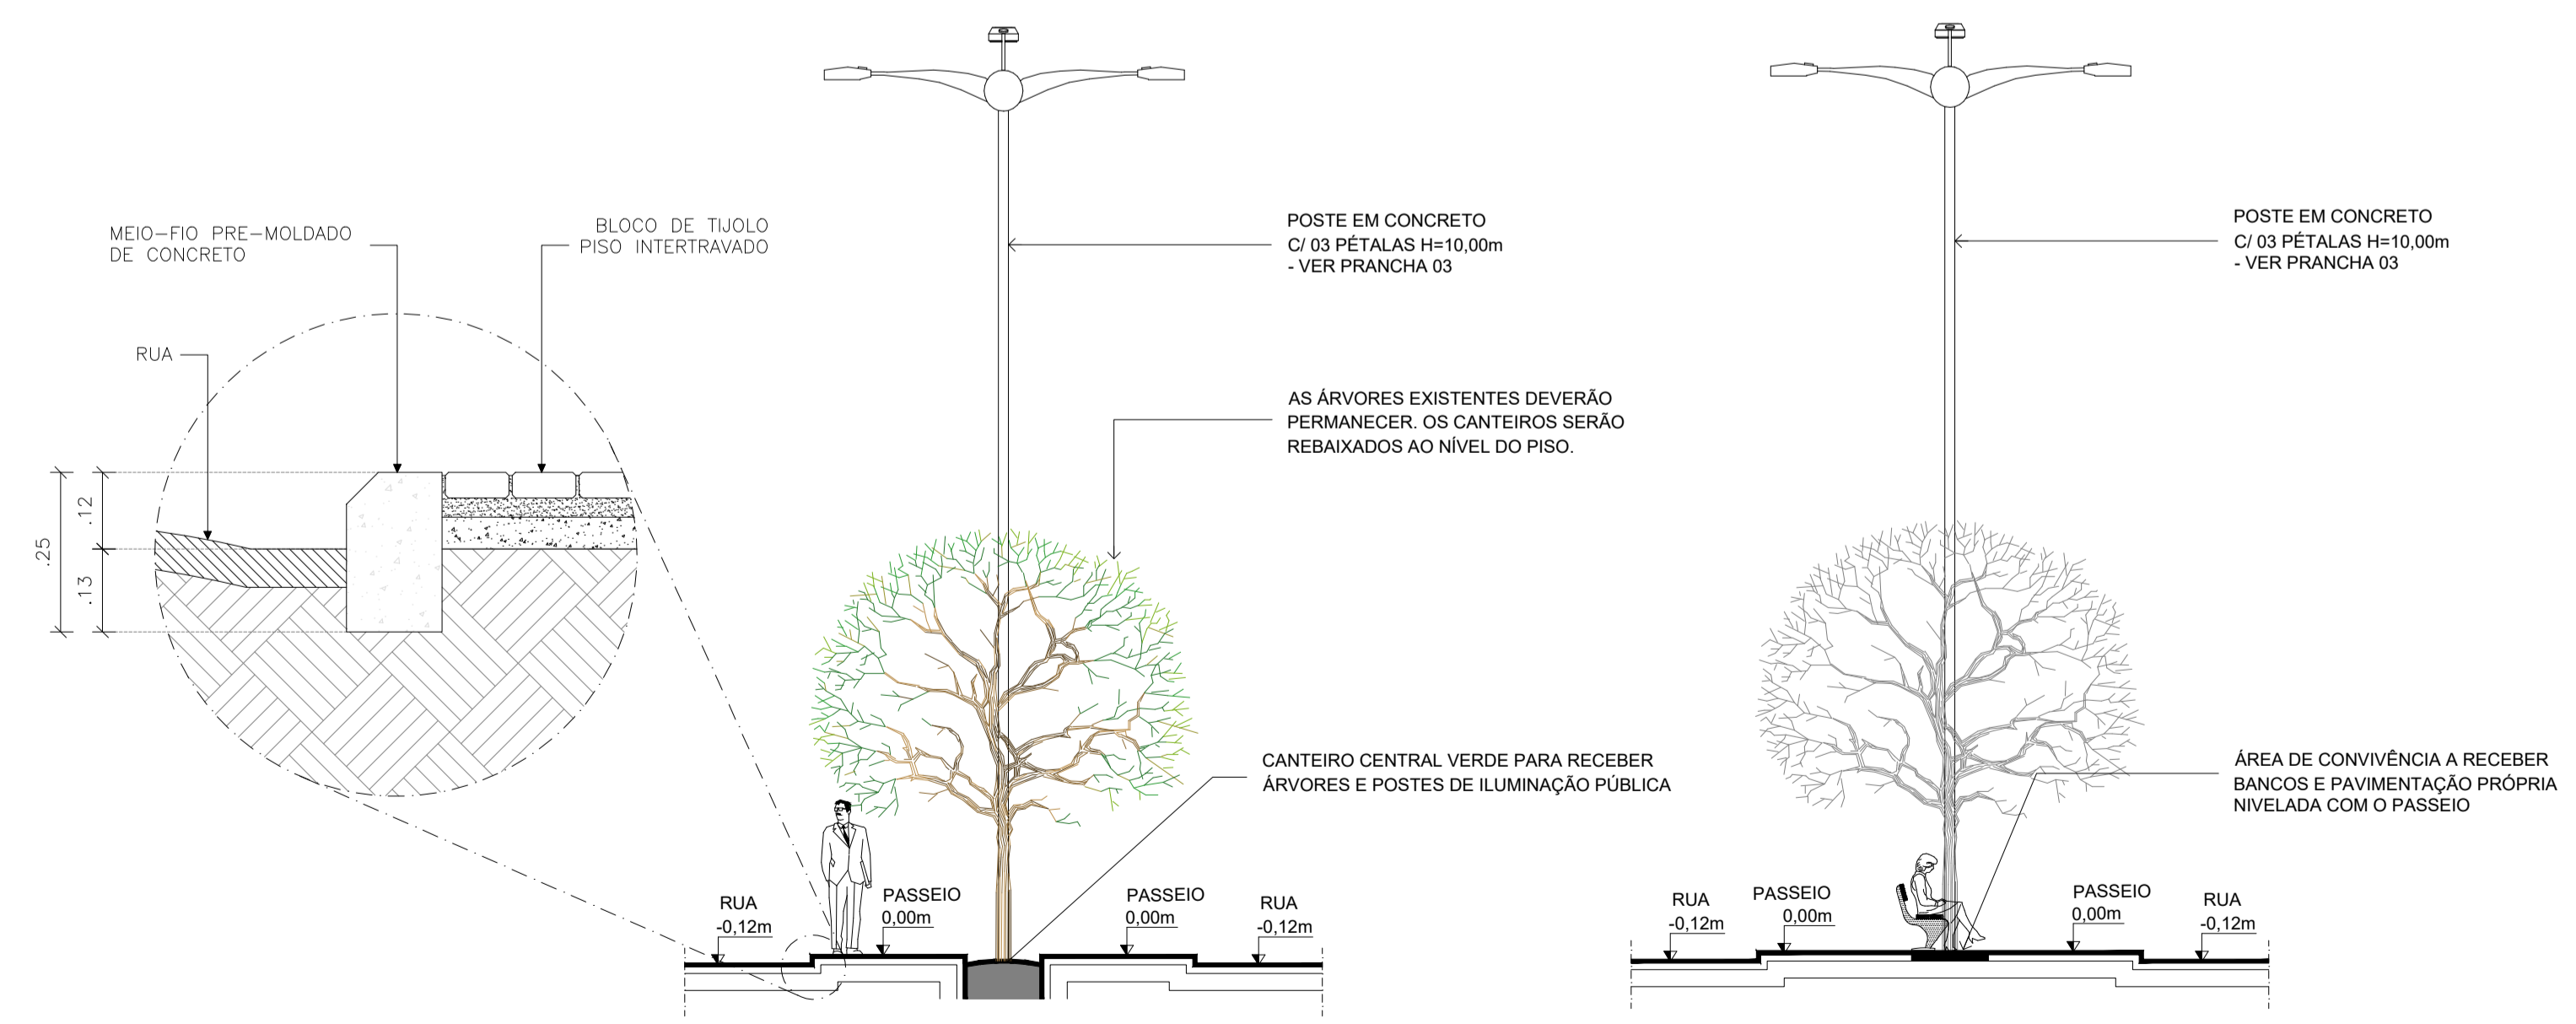 MEIO-FIO PRE-MOLDADO
DE CONCRETO
BLOCO DE TIJOLO
PISO INTERTRAVADO
RUA
.25
.12
.13
POSTE EM CONCRETO
C/ 03 PÉTALAS H=10,00m
- VER PRANCHA 03
AS ÁRVORES EXISTENTES DEVERÃO
PERMANECER. OS CANTEIROS SERÃO
REBAIXADOS AO NÍVEL DO PISO.
CANTEIRO CENTRAL VERDE PARA RECEBER
ÁRVORES E POSTES DE ILUMINAÇÃO PÚBLICA
RUA
-0,12m
PASSEIO
0,00m
PASSEIO
0,00m
RUA
-0,12m
POSTE EM CONCRETO
C/ 03 PÉTALAS H=10,00m
- VER PRANCHA 03
ÁREA DE CONVIVÊNCIA A RECEBER
BANCOS E PAVIMENTAÇÃO PRÓPRIA
NIVELADA COM O PASSEIO
RUA
-0,12m
PASSEIO
0,00m
PASSEIO
0,00m
RUA
-0,12m